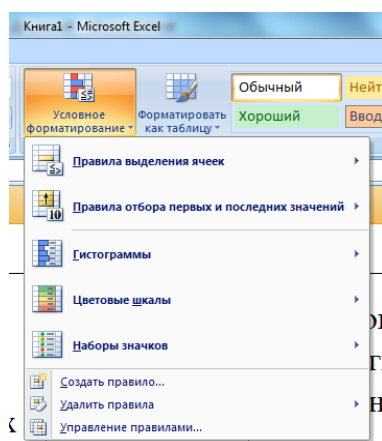 Книга1 - Microsoft Excel
Условное форматирование
Форматировать как таблицу
Обычный
Хороший
Правила выделения ячеек
Правила отбора первых и последних значений
10
Гистограммы
Цветовые шкалы
Наборы значков
Создать правило...
Удалить правила
Управление правилами...